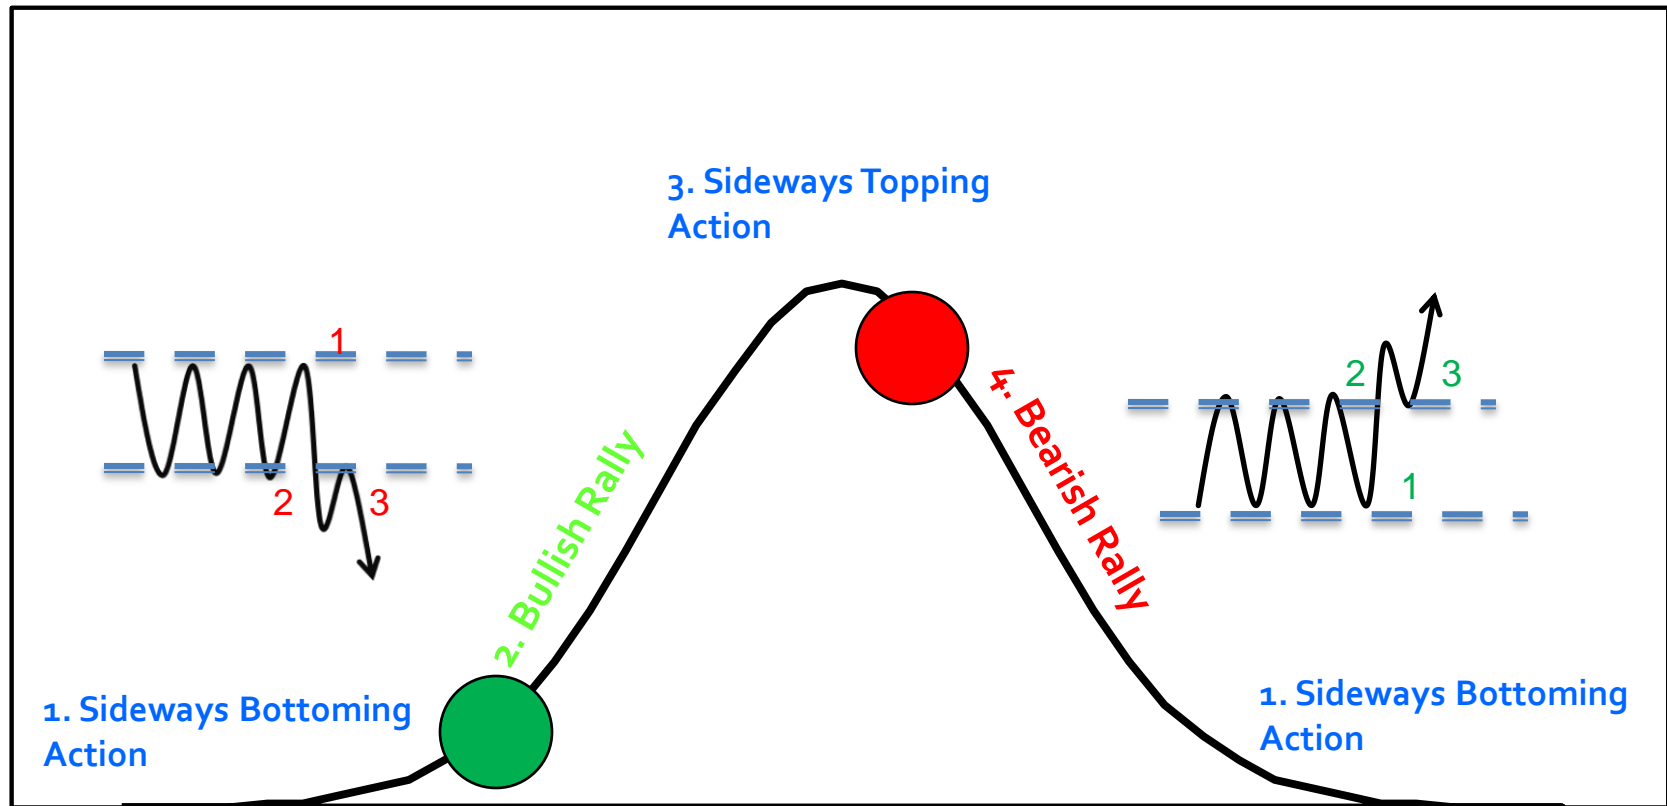 3. Sideways Topping
Action
1
2
3
2
3
1
2. Bullish Rally
4. Bearish Rally
1. Sideways Bottoming
Action
1. Sideways Bottoming
Action